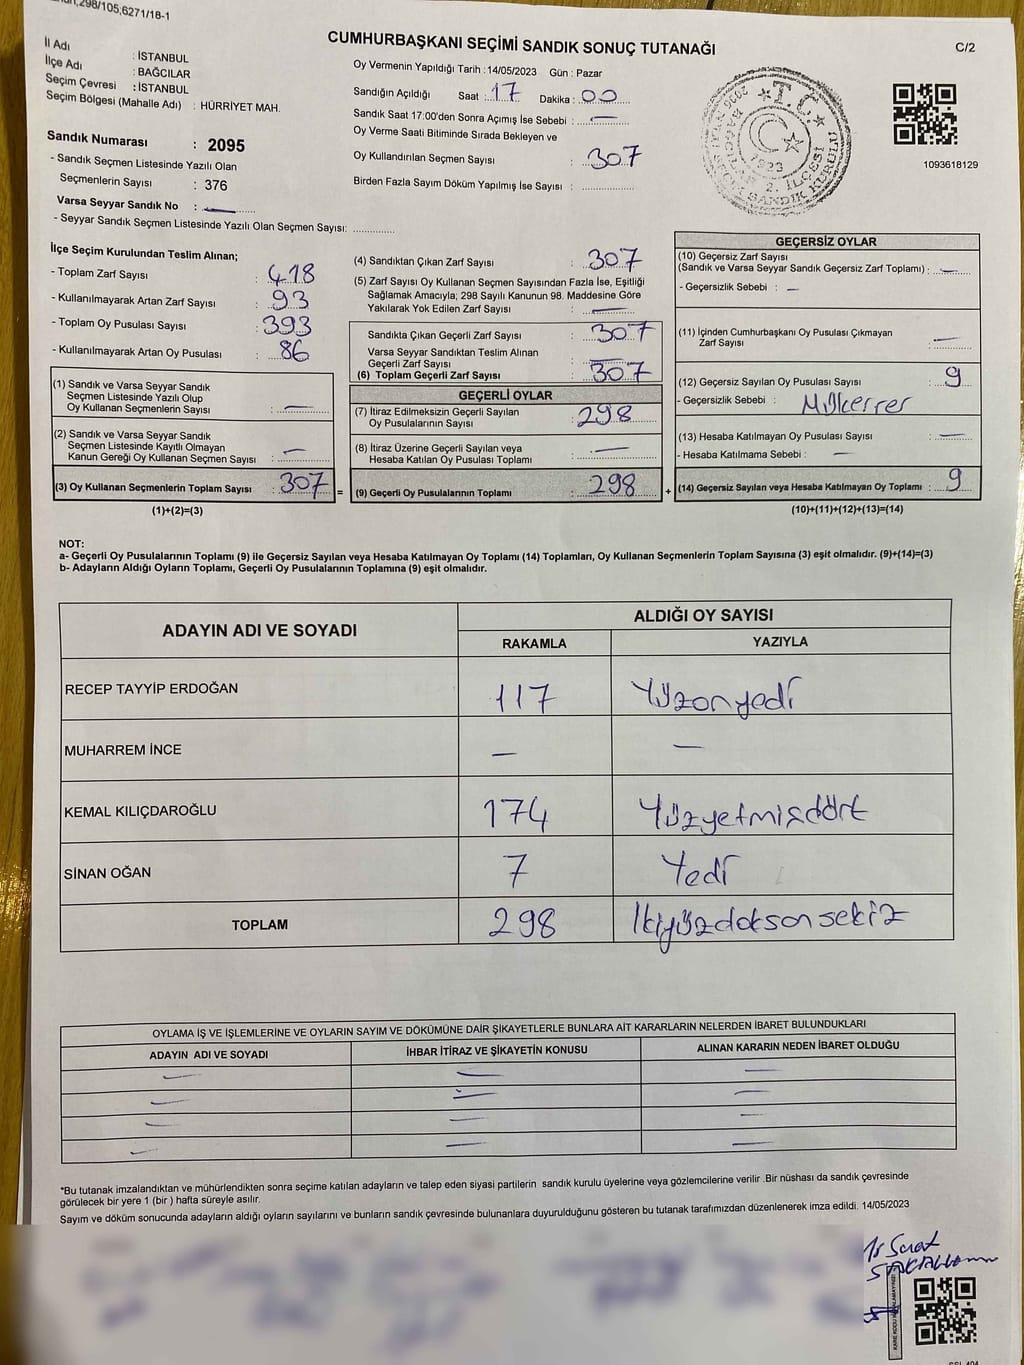 298/105,6271/18-1
CUMHURBAŞKANI SEÇİMİ SANDIK SONUÇ TUTANAĞI
C/2
İl Adı : İSTANBUL
İlçe Adı : BAĞCILAR
Seçim Çevresi : İSTANBUL
Seçim Bölgesi (Mahalle Adı) : HÜRRİYET MAH.
Sandık Numarası : 2095
- Sandık Seçmen Listesinde Yazılı Olan
Seçmenlerin Sayısı : 376
Varsa Seyyar Sandık No : —
- Seyyar Sandık Seçmen Listesinde Yazılı Olan Seçmen Sayısı: ..............
Oy Vermenin Yapıldığı Tarih : 14/05/2023 Gün : Pazar
Sandığın Açıldığı Saat : 17 Dakika : 00
Sandık Saat 17:00'den Sonra Açımış İse Sebebi : —
Oy Verme Saati Bitiminde Sırada Bekleyen ve
Oy Kullandırılan Seçmen Sayısı : 307
Birden Fazla Sayım Döküm Yapılmış İse Sayısı : ..............
T.C.
1923
2. İLÇESİ
1093618129
İlçe Seçim Kurulundan Teslim Alınan;
- Toplam Zarf Sayısı : 418
- Kullanılmayarak Artan Zarf Sayısı : 93
- Toplam Oy Pusulası Sayısı : 393
- Kullanılmayarak Artan Oy Pusulası : 86
(1) Sandık ve Varsa Seyyar Sandık
Seçmen Listesinde Yazılı Olup
Oy Kullanan Seçmenlerin Sayısı : —
(2) Sandık ve Varsa Seyyar Sandık
Seçmen Listesinde Kayıtlı Olmayan
Kanun Gereği Oy Kullanan Seçmen Sayısı : —
(3) Oy Kullanan Seçmenlerin Toplam Sayısı : 307 =
(1)+(2)=(3)
(4) Sandıktan Çıkan Zarf Sayısı : 307
(5) Zarf Sayısı Oy Kullanan Seçmen Sayısından Fazla İse, Eşitliği
Sağlamak Amacıyla; 298 Sayılı Kanunun 98. Maddesine Göre
Yakılarak Yok Edilen Zarf Sayısı : —
Sandıkta Çıkan Geçerli Zarf Sayısı : 307
Varsa Seyyar Sandıktan Teslim Alınan
Geçerli Zarf Sayısı : —
(6) Toplam Geçerli Zarf Sayısı : 307
GEÇERLİ OYLAR
(7) İtiraz Edilmeksizin Geçerli Sayılan
Oy Pusulalarının Sayısı : 298
(8) İtiraz Üzerine Geçerli Sayılan veya
Hesaba Katılan Oy Pusulası Toplamı : —
(9) Geçerli Oy Pusulalarının Toplamı : 298 +
GEÇERSİZ OYLAR
(10) Geçersiz Zarf Sayısı
(Sandık ve Varsa Seyyar Sandık Geçersiz Zarf Toplamı) : —
- Geçersizlik Sebebi : —
(11) İçinden Cumhurbaşkanı Oy Pusulası Çıkmayan
Zarf Sayısı : —
(12) Geçersiz Sayılan Oy Pusulası Sayısı : 9
- Geçersizlik Sebebi : Mükerrer
(13) Hesaba Katılmayan Oy Pusulası Sayısı : —
- Hesaba Katılmama Sebebi : —
(14) Geçersiz Sayılan veya Hesaba Katılmayan Oy Toplamı : 9
(10)+(11)+(12)+(13)=(14)
NOT:
a- Geçerli Oy Pusulalarının Toplamı (9) ile Geçersiz Sayılan veya Hesaba Katılmayan Oy Toplamı (14) Toplamları, Oy Kullanan Seçmenlerin Toplam Sayısına (3) eşit olmalıdır. (9)+(14)=(3)
b- Adayların Aldığı Oyların Toplamı, Geçerli Oy Pusulalarının Toplamına (9) eşit olmalıdır.
ADAYIN ADI VE SOYADI ALDIĞI OY SAYISI
RAKAMLA YAZIYLA
RECEP TAYYİP ERDOĞAN 117 Yüzonyedi
MUHARREM İNCE — —
KEMAL KILIÇDAROĞLU 174 Yüzyetmişdört
SİNAN OĞAN 7 Yedi
TOPLAM 298 İkiyüzdoksonsekiz
OYLAMA İŞ VE İŞLEMLERİNE VE OYLARIN SAYIM VE DÖKÜMÜNE DAİR ŞİKAYETLERLE BUNLARA AİT KARARLARIN NELERDEN İBARET BULUNDUKLARI
ADAYIN ADI VE SOYADI İHBAR İTİRAZ VE ŞİKAYETİN KONUSU ALINAN KARARIN NEDEN İBARET OLDUĞU
— — —
— — —
— — —
— — —
*Bu tutanak imzalandıktan ve mühürlendikten sonra seçime katılan adayların ve talep eden siyasi partilerin sandık kurulu üyelerine veya gözlemcilerine verilir .Bir nüshası da sandık çevresinde
görülecek bir yere 1 (bir ) hafta süreyle asılır.
Sayım ve döküm sonucunda adayların aldığı oyların sayılarını ve bunların sandık çevresinde bulunanlara duyurulduğunu gösteren bu tutanak tarafımızdan düzenlenerek imza edildi. 14/05/2023